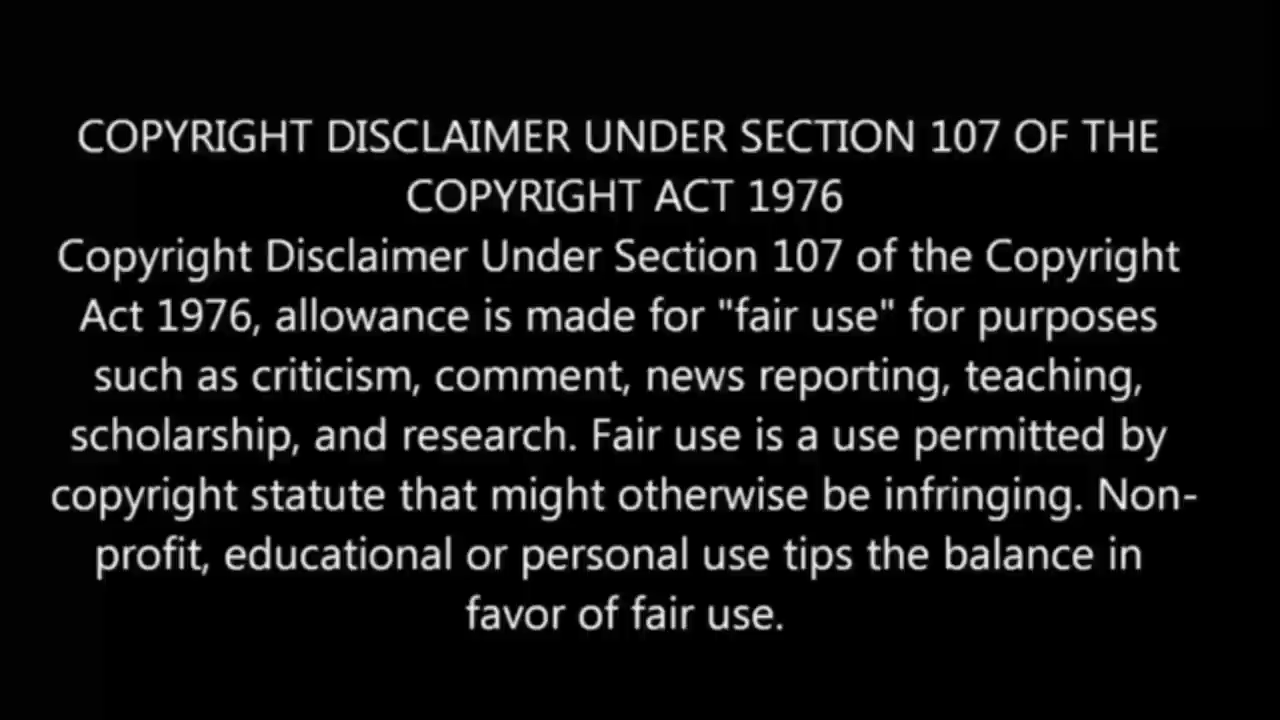 COPYRIGHT DISCLAIMER UNDER SECTION 107 OF THE
COPYRIGHT ACT 1976
Copyright Disclaimer Under Section 107 of the Copyright
Act 1976, allowance is made for "fair use" for purposes
such as criticism, comment, news reporting, teaching,
scholarship, and research. Fair use is a use permitted by
copyright statute that might otherwise be infringing. Non-
profit, educational or personal use tips the balance in
favor of fair use.